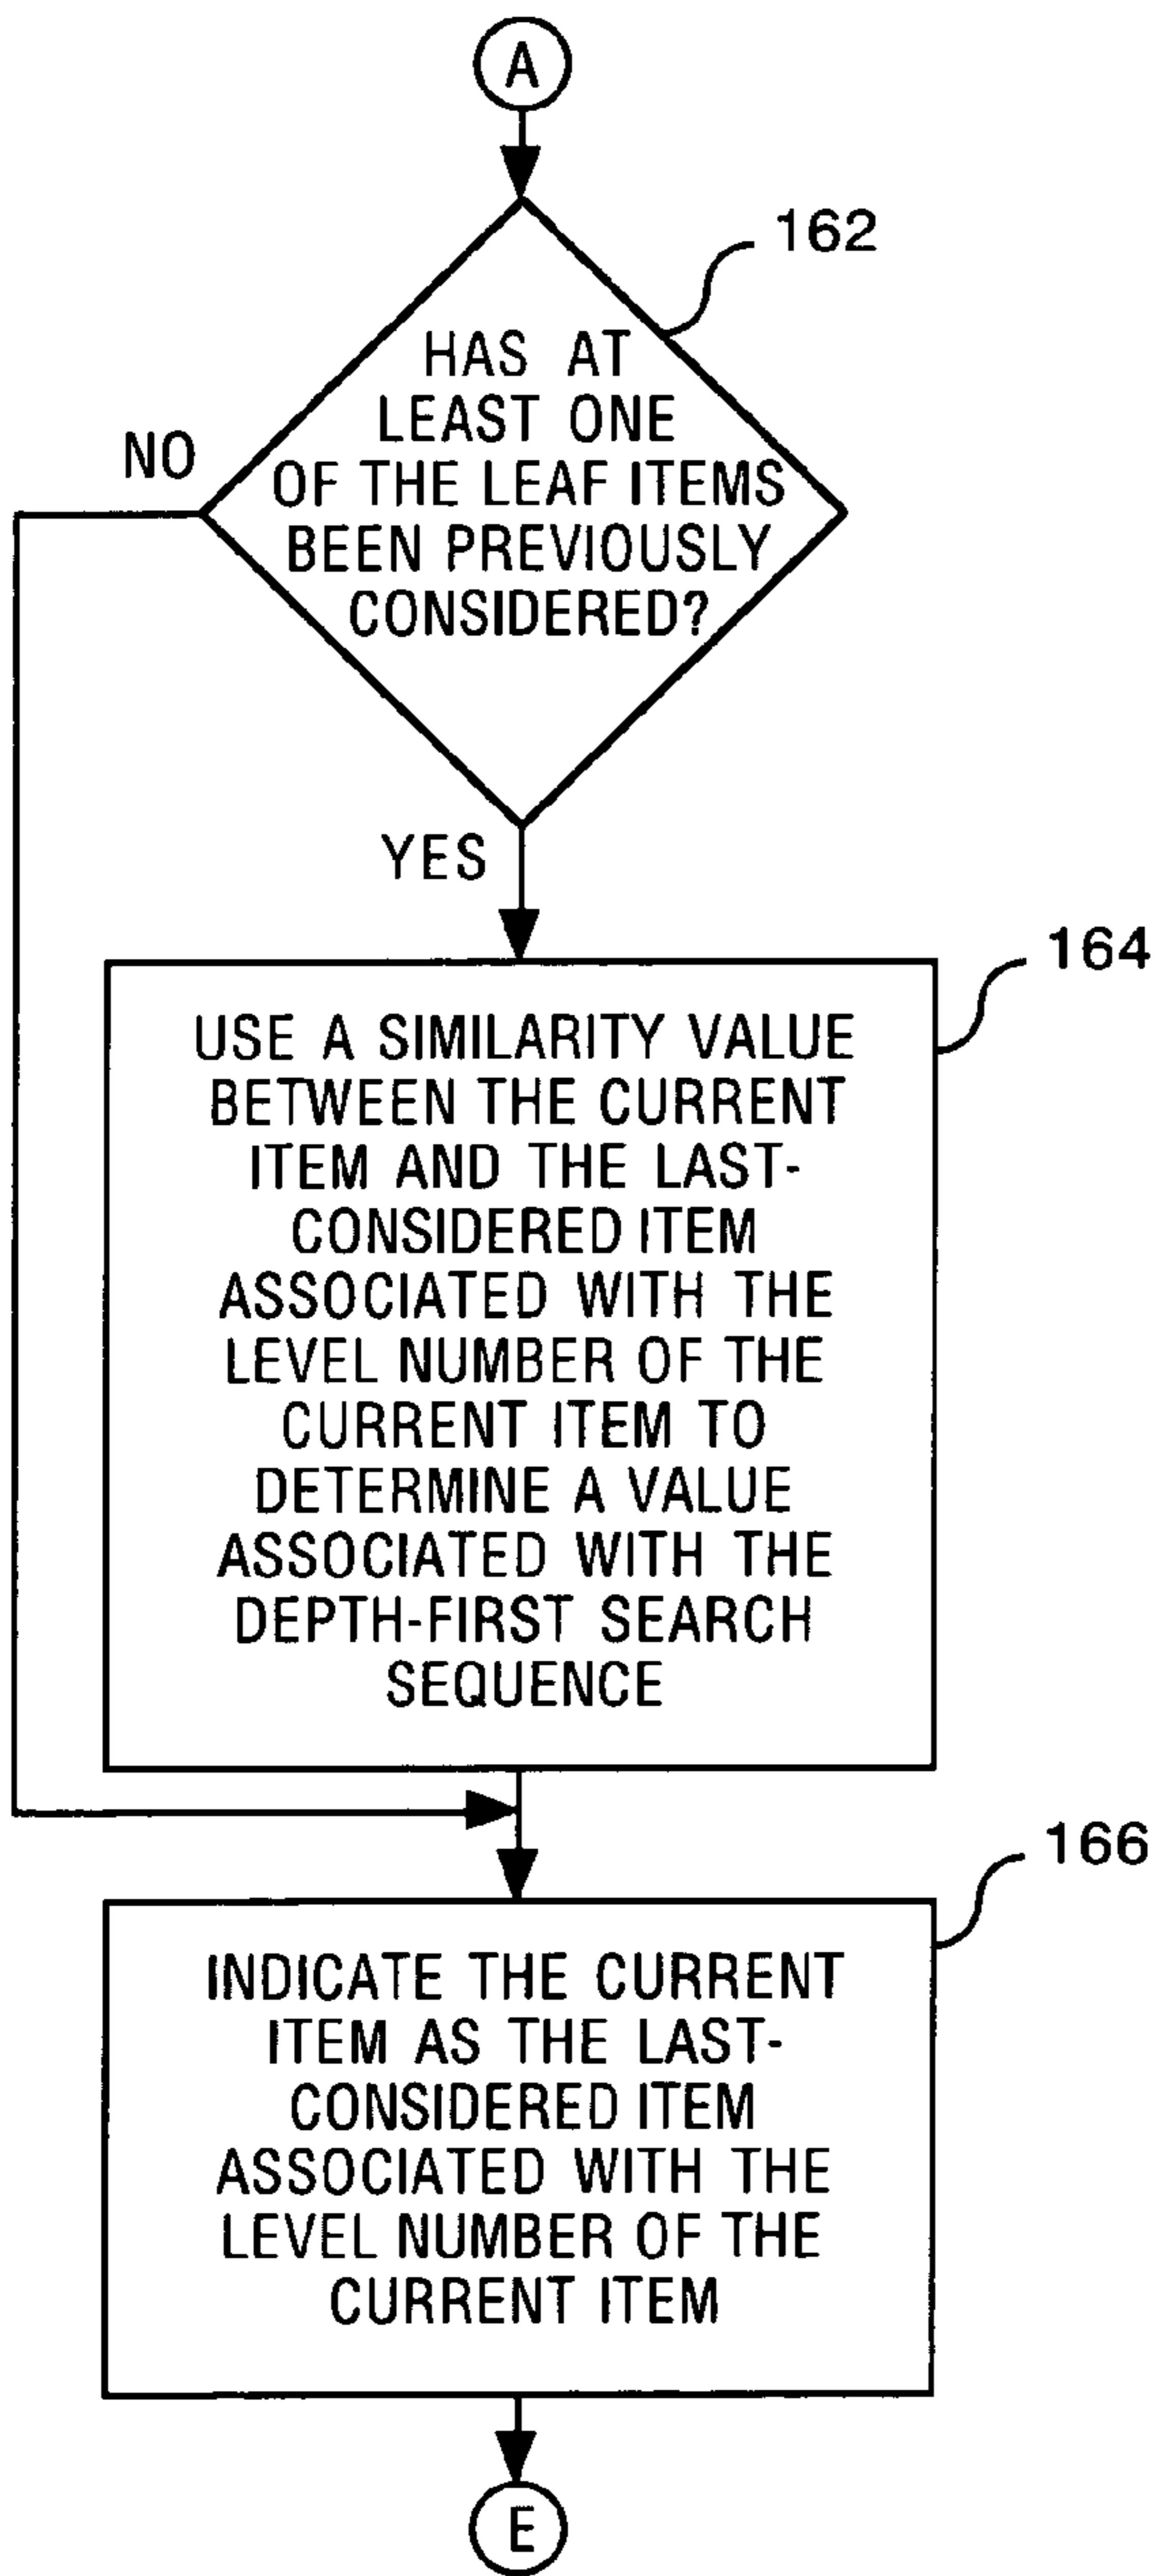 A
162
HAS AT
LEAST ONE
OF THE LEAF ITEMS
BEEN PREVIOUSLY
CONSIDERED?
NO
YES
164
USE A SIMILARITY VALUE
BETWEEN THE CURRENT
ITEM AND THE LAST-
CONSIDERED ITEM
ASSOCIATED WITH THE
LEVEL NUMBER OF THE
CURRENT ITEM TO
DETERMINE A VALUE
ASSOCIATED WITH THE
DEPTH-FIRST SEARCH
SEQUENCE
166
INDICATE THE CURRENT
ITEM AS THE LAST-
CONSIDERED ITEM
ASSOCIATED WITH THE
LEVEL NUMBER OF THE
CURRENT ITEM
E